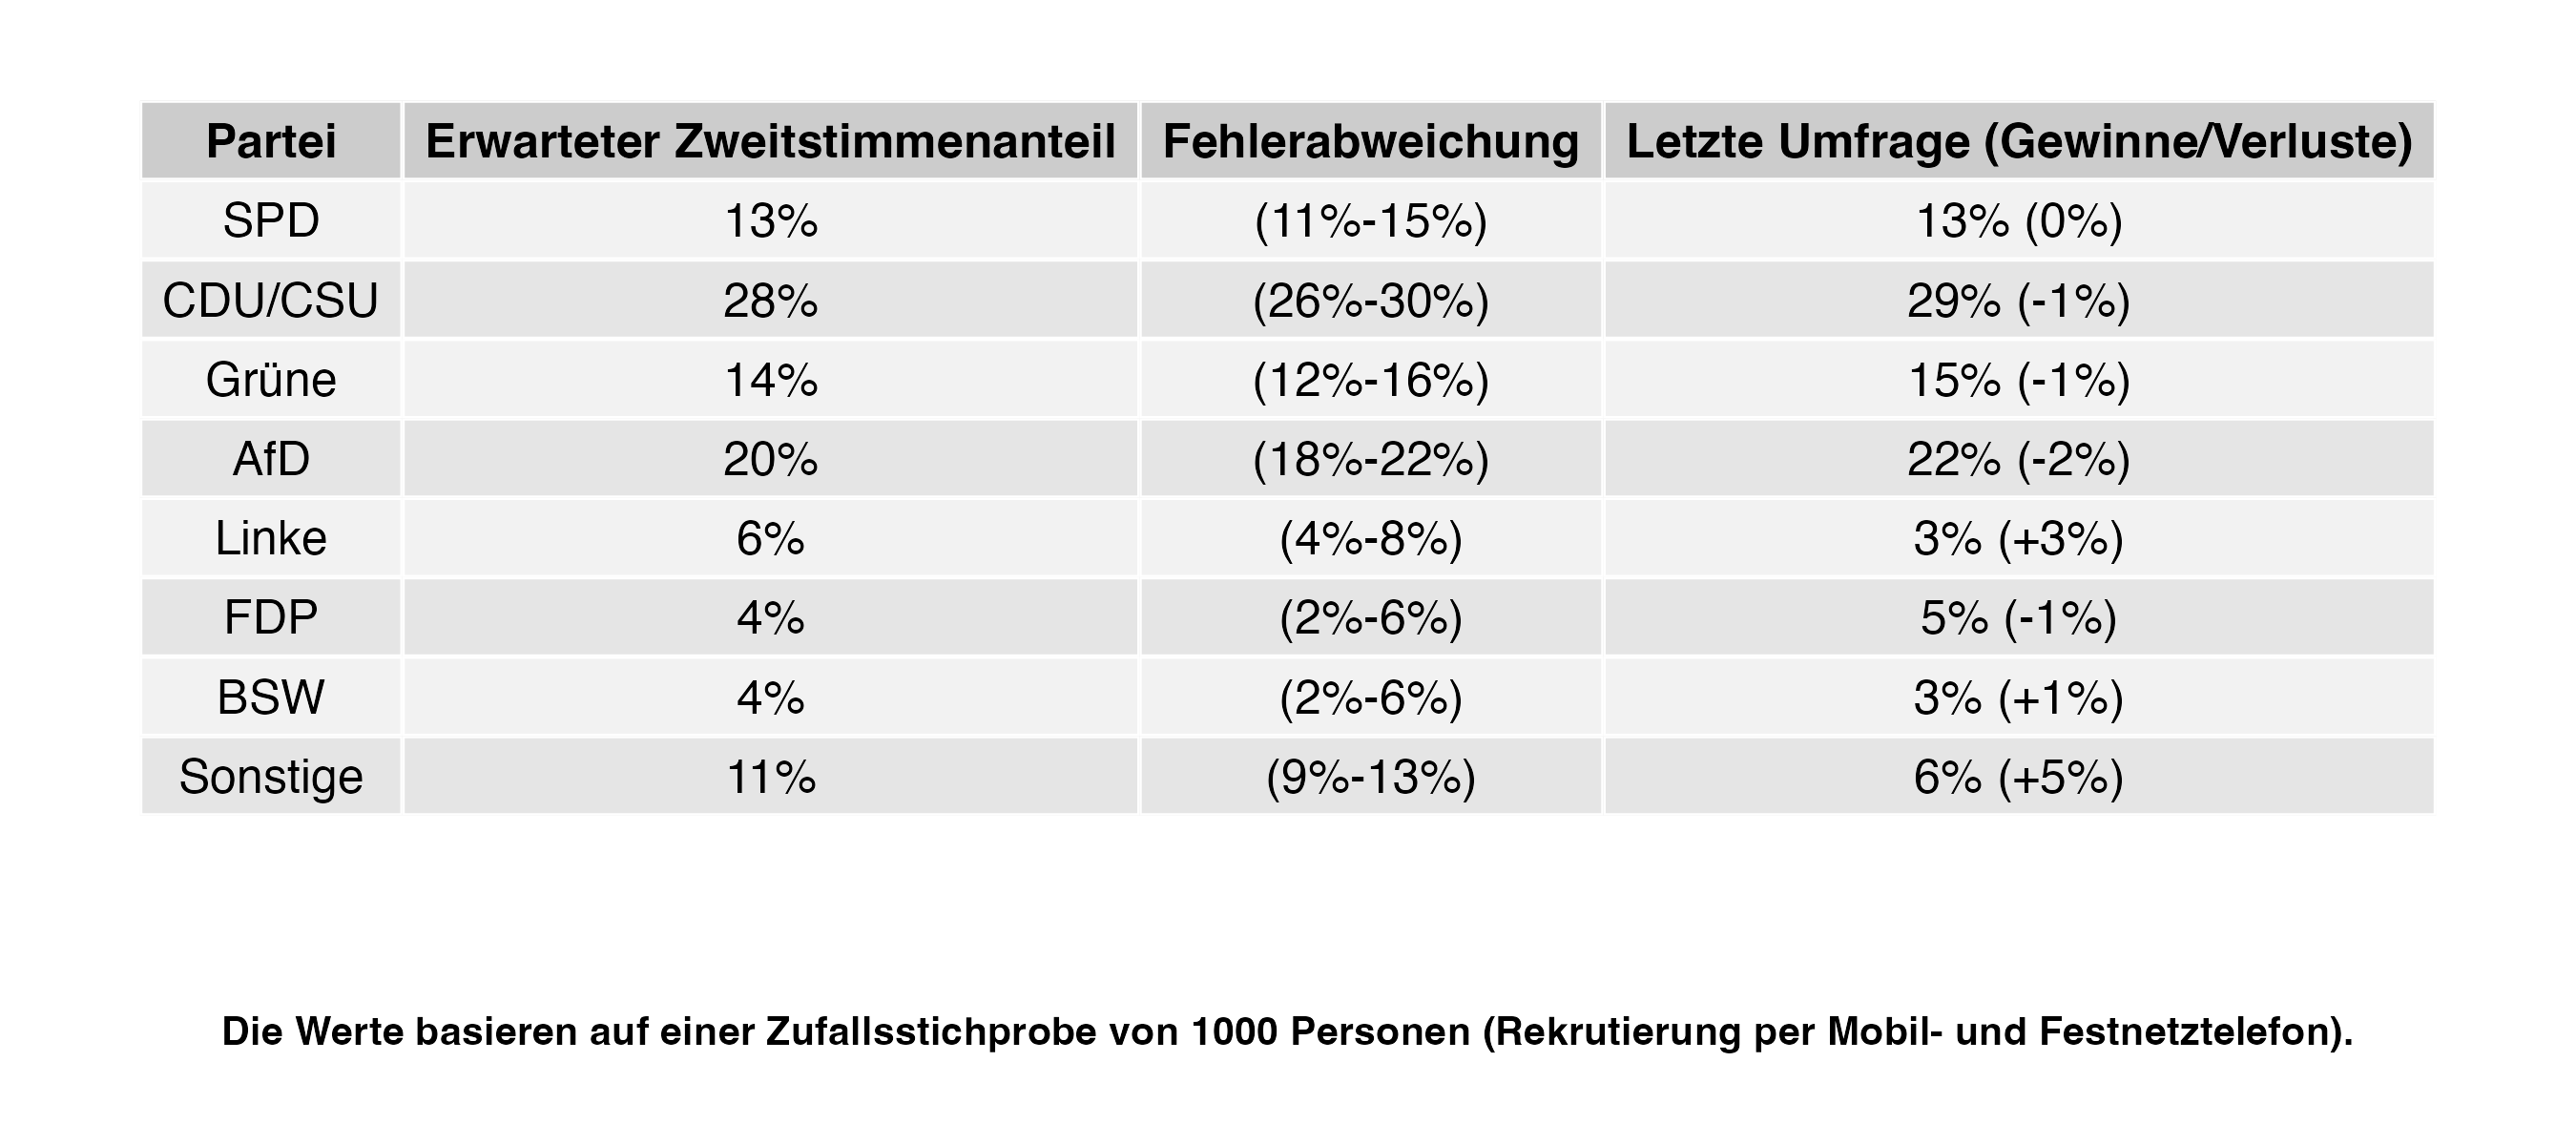 Partei Erwarteter Zweitstimmenanteil Fehlerabweichung Letzte Umfrage (Gewinne/Verluste)
SPD 13% (11%-15%) 13% (0%)
CDU/CSU 28% (26%-30%) 29% (-1%)
Grüne 14% (12%-16%) 15% (-1%)
AfD 20% (18%-22%) 22% (-2%)
Linke 6% (4%-8%) 3% (+3%)
FDP 4% (2%-6%) 5% (-1%)
BSW 4% (2%-6%) 3% (+1%)
Sonstige 11% (9%-13%) 6% (+5%)
Die Werte basieren auf einer Zufallsstichprobe von 1000 Personen (Rekrutierung per Mobil- und Festnetztelefon).